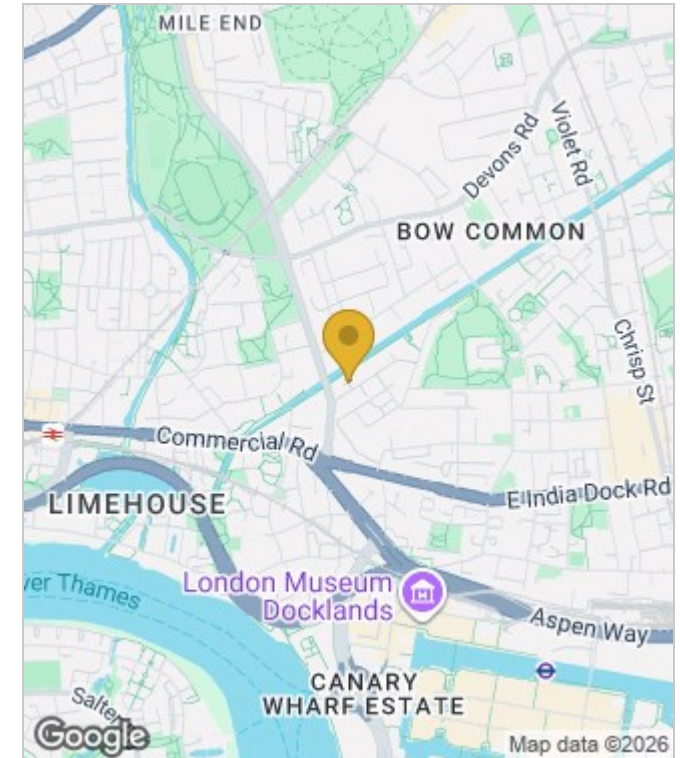 MILE END
Devons Rd
Violet Rd
BOW COMMON
Chrisp St
Commercial Rd
E India Dock Rd
LIMEHOUSE
ver Thames
London Museum
Docklands
Aspen Way
CANARY
WHARF ESTATE
Salter
Google
Map data ©2026